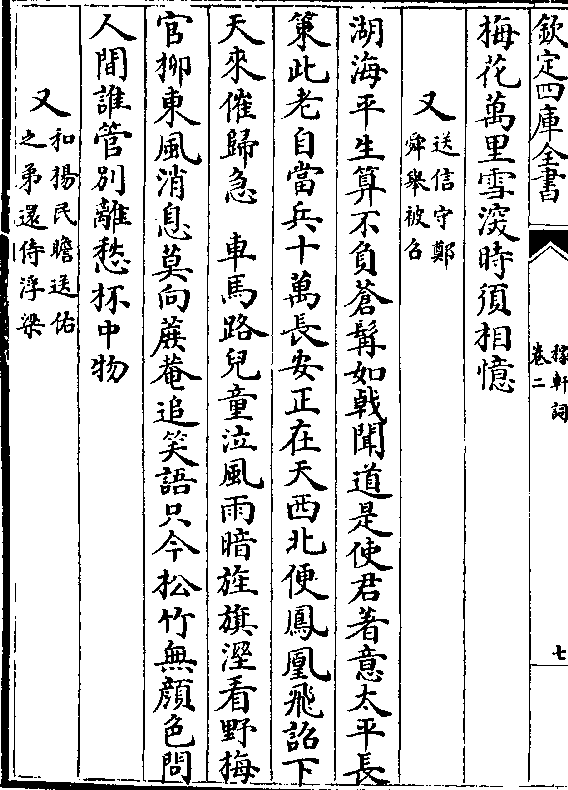 欽定四庫全書
稼軒詞
卷二
七
梅花萬里雪深時須相憶
又
送信守鄭
舜舉被召
湖海平生算不負蒼髯如戟聞道是使君著意太平長
策此老自當兵十萬長安正在天西北便鳳凰飛詔下
天來催歸急　車馬路兒童泣風雨暗旌旗溼看野梅
官柳東風消息莫向蔗菴追笑語只今松竹無顏色問
人間誰管別離愁杯中物
又
和楊民瞻送佑
之弟還侍浮梁